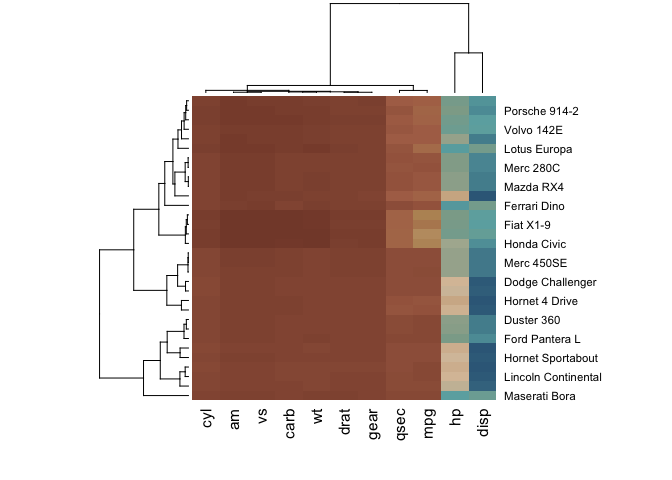 Porsche 914-2
Volvo 142E
Lotus Europa
Merc 280C
Mazda RX4
Ferrari Dino
Fiat X1-9
Honda Civic
Merc 450SE
Dodge Challenger
Hornet 4 Drive
Duster 360
Ford Pantera L
Hornet Sportabout
Lincoln Continental
Maserati Bora
cyl
am
vs
carb
wt
drat
gear
qsec
mpg
hp
disp